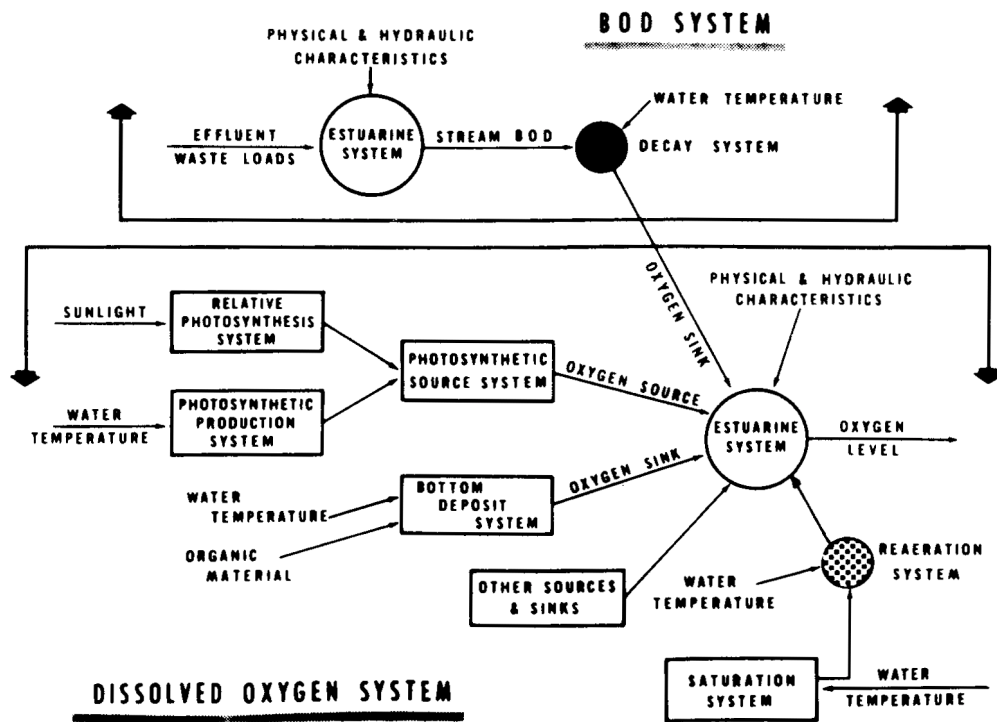 BOD SYSTEM
PHYSICAL & HYDRAULIC
CHARACTERISTICS
EFFLUENT
WASTE LOADS
ESTUARINE
SYSTEM
STREAM BOD
WATER TEMPERATURE
DECAY SYSTEM
OXYGEN SINK
PHYSICAL & HYDRAULIC
CHARACTERISTICS
SUNLIGHT
RELATIVE
PHOTOSYNTHESIS
SYSTEM
PHOTOSYNTHETIC
SOURCE SYSTEM
OXYGEN SOURCE
WATER
TEMPERATURE
PHOTOSYNTHETIC
PRODUCTION
SYSTEM
ESTUARINE
SYSTEM
OXYGEN
LEVEL
WATER
TEMPERATURE
BOTTOM
DEPOSIT
SYSTEM
OXYGEN SINK
ORGANIC
MATERIAL
OTHER SOURCES
& SINKS
WATER
TEMPERATURE
REAERATION
SYSTEM
SATURATION
SYSTEM
WATER
TEMPERATURE
DISSOLVED OXYGEN SYSTEM